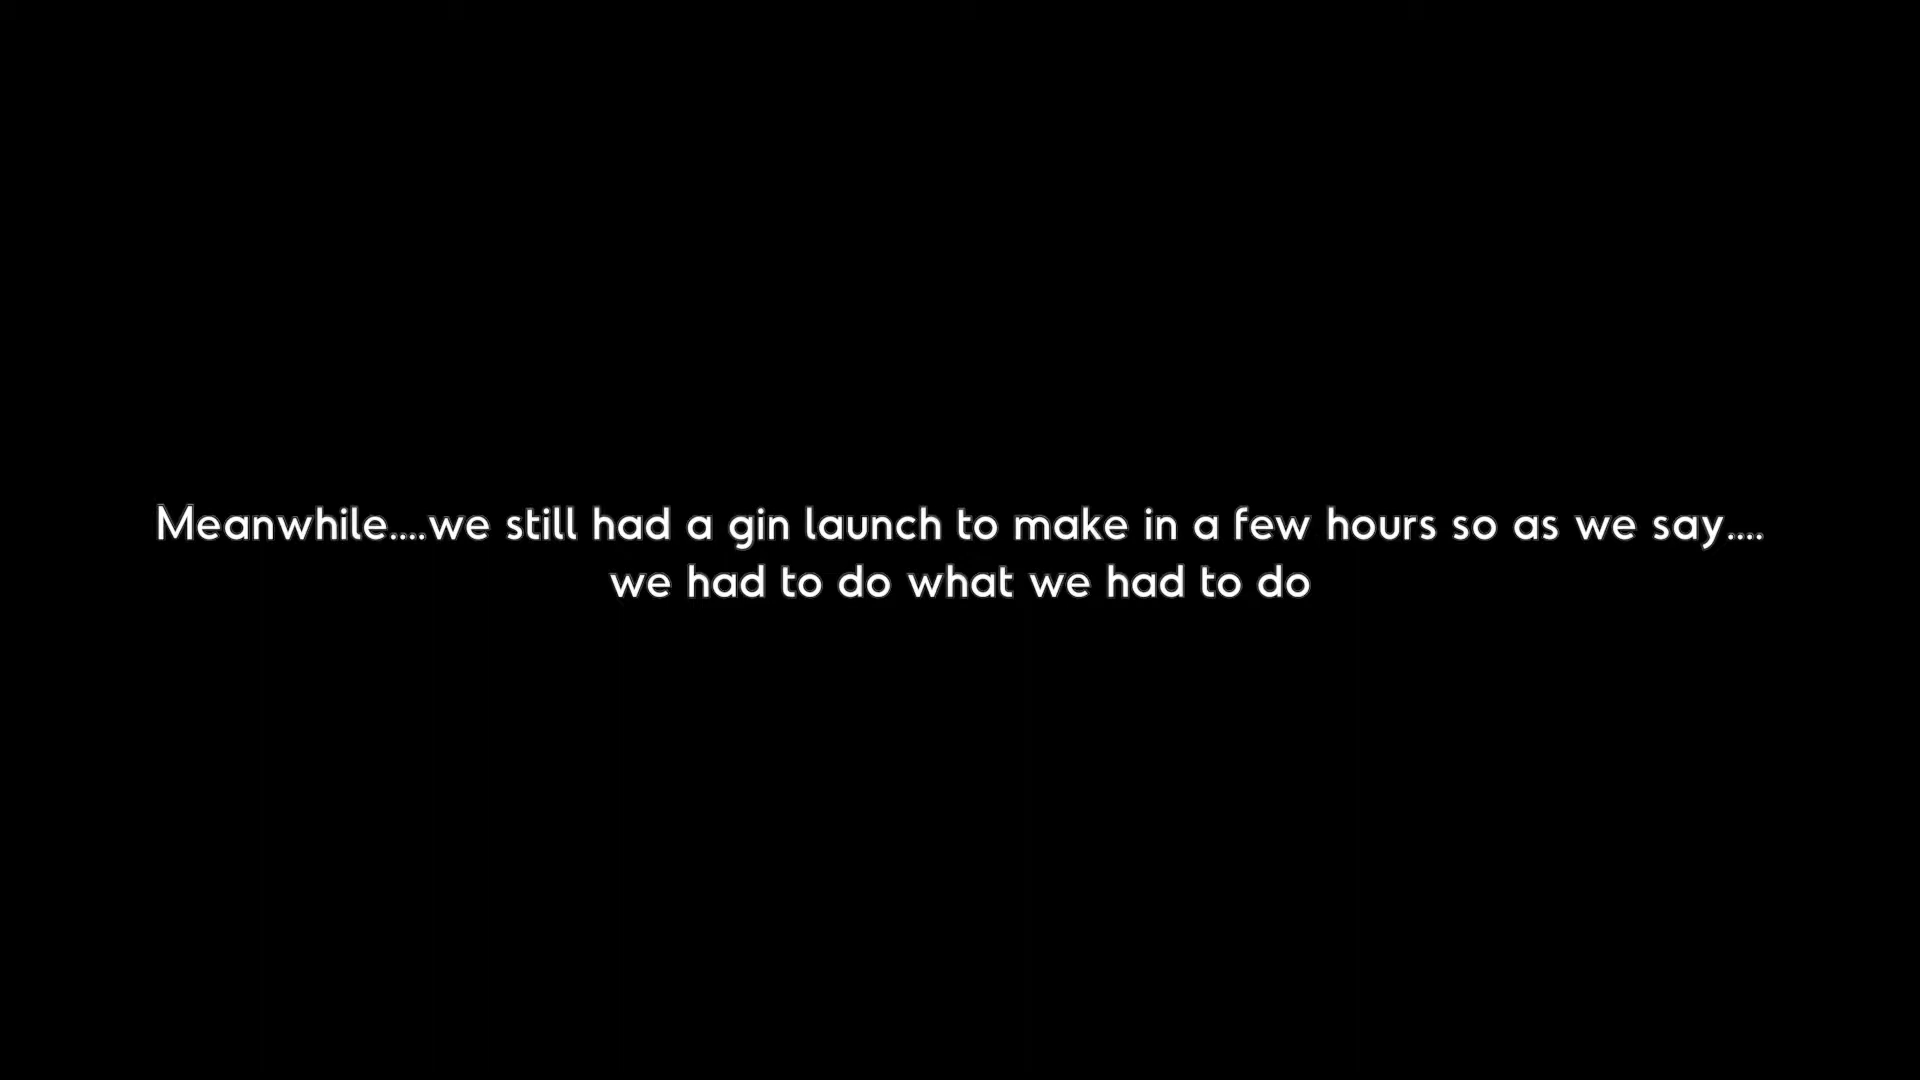 Meanwhile....we still had a gin launch to make in a few hours so as we say....
we had to do what we had to do